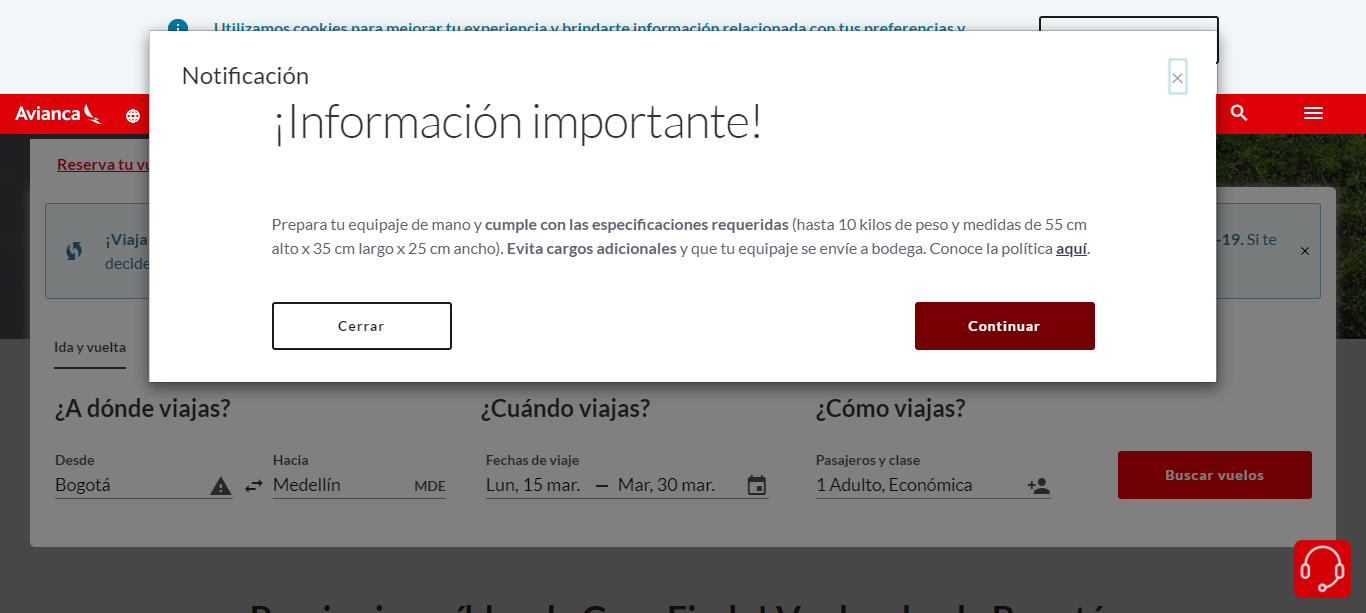 Utilizamos cookies para mejorar tu experiencia y brindarte información relacionada con tus preferencias y
Notificación
×
¡Información importante!
Avianca
Reserva tu
Prepara tu equipaje de mano y cumple con las especificaciones requeridas (hasta 10 kilos de peso y medidas de 55 cm
alto x 35 cm largo x 25 cm ancho). Evita cargos adicionales y que tu equipaje se envíe a bodega. Conoce la política aquí.
¡Viaja
-19. Si te
decide
×
Cerrar
Continuar
Ida y vuelta
¿A dónde viajas?
¿Cuándo viajas?
¿Cómo viajas?
Desde
Hacia
Fechas de viaje
Pasajeros y clase
Bogotá
Medellín
MDE
Lun, 15 mar.
Mar, 30 mar.
1 Adulto, Económica
Buscar vuelos